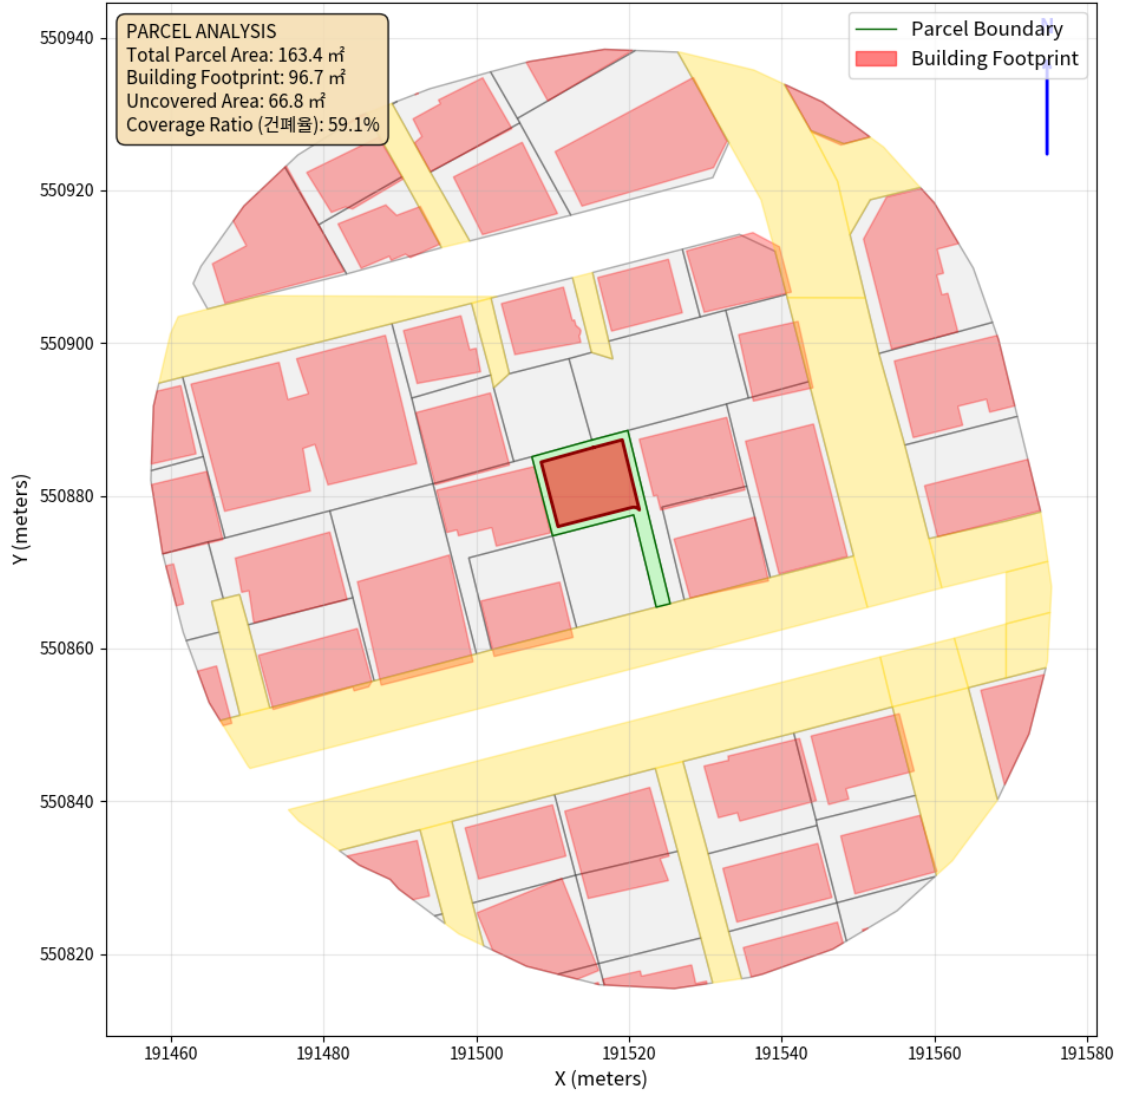 PARCEL ANALYSIS
Total Parcel Area: 163.4 ㎡
Building Footprint: 96.7 ㎡
Uncovered Area: 66.8 ㎡
Coverage Ratio (건폐율): 59.1%
Parcel Boundary
Building Footprint
N
550940
550920
550900
550880
550860
550840
550820
Y (meters)
191460
191480
191500
191520
191540
191560
191580
X (meters)